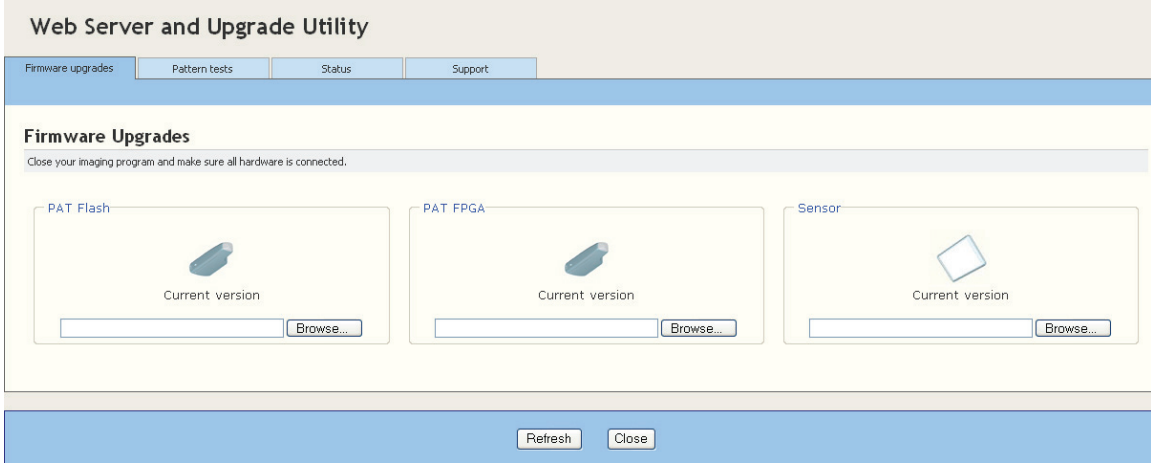 Web Server and Upgrade Utility
Firmware upgrades Pattern tests Status Support
Firmware Upgrades
Close your imaging program and make sure all hardware is connected.
PAT Flash PAT FPGA Sensor
Current version Current version Current version
Browse... Browse... Browse...
Refresh Close